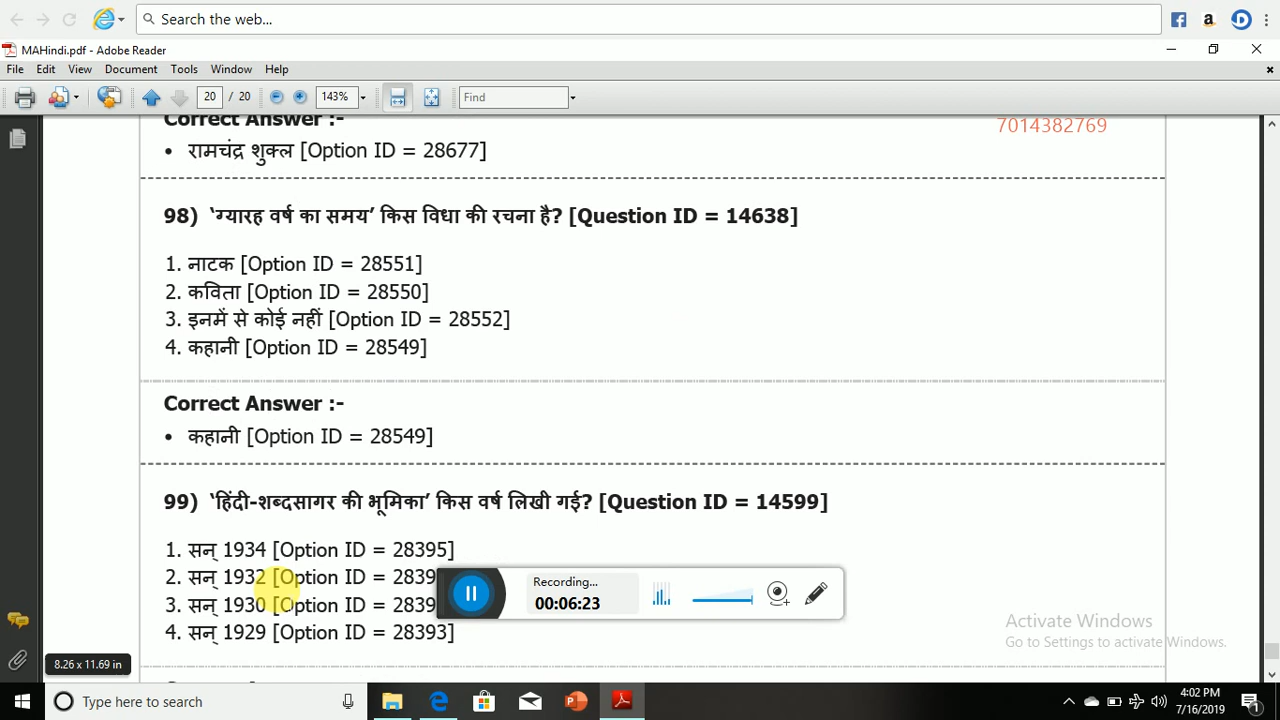 Search the web...
MAHindi.pdf - Adobe Reader
File Edit View Document Tools Window Help
20 / 20 143% Find
Correct Answer :-
7014382769
• रामचंद्र शुक्ल [Option ID = 28677]
98) ‘ग्यारह वर्ष का समय’ किस विधा की रचना है? [Question ID = 14638]
1. नाटक [Option ID = 28551]
2. कविता [Option ID = 28550]
3. इनमें से कोई नहीं [Option ID = 28552]
4. कहानी [Option ID = 28549]
Correct Answer :-
• कहानी [Option ID = 28549]
99) ‘हिंदी-शब्दसागर की भूमिका’ किस वर्ष लिखी गई? [Question ID = 14599]
1. सन् 1934 [Option ID = 28395]
2. सन् 1932 [Option ID = 2839
3. सन् 1930 [Option ID = 2839
4. सन् 1929 [Option ID = 28393]
Recording...
00:06:23
Activate Windows
Go to Settings to activate Windows.
8.26 x 11.69 in
Type here to search
4:02 PM
7/16/2019